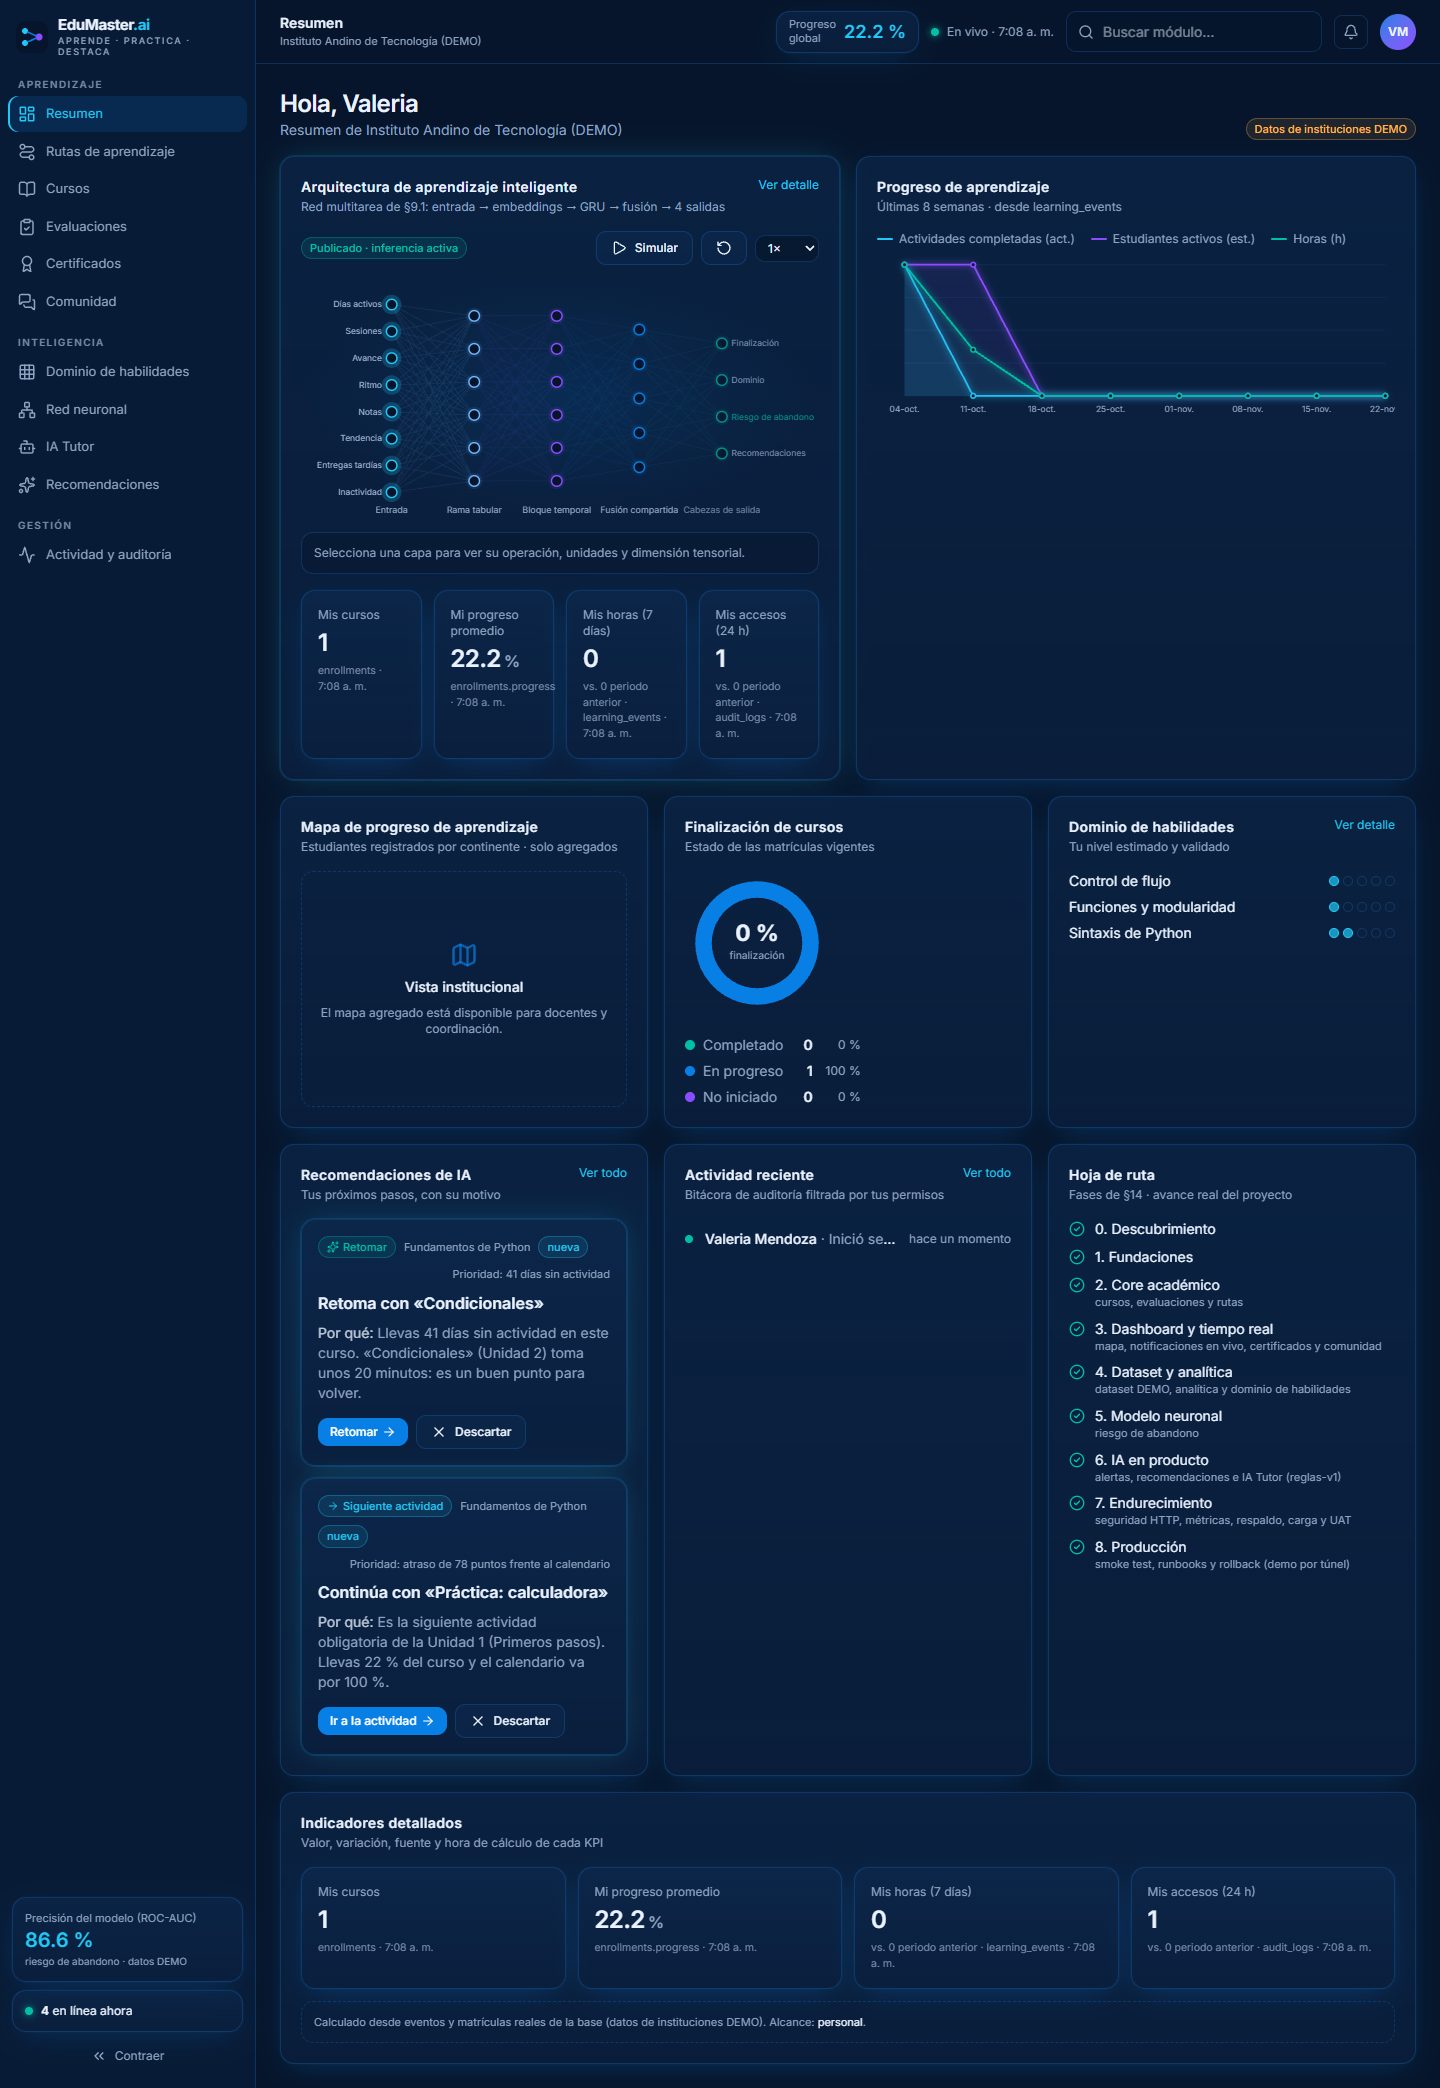 EduMaster.ai
APRENDE · PRACTICA ·
DESTACA
APRENDIZAJE
Resumen
Rutas de aprendizaje
Cursos
Evaluaciones
Certificados
Comunidad
INTELIGENCIA
Dominio de habilidades
Red neuronal
IA Tutor
Recomendaciones
GESTIÓN
Actividad y auditoría
Precisión del modelo (ROC-AUC)
86.6 %
riesgo de abandono · datos DEMO
4 en línea ahora
Contraer
Resumen
Instituto Andino de Tecnología (DEMO)
Progreso
global
22.2 %
En vivo · 7:08 a. m.
Buscar módulo...
VM
Hola, Valeria
Resumen de Instituto Andino de Tecnología (DEMO)
Datos de instituciones DEMO
Arquitectura de aprendizaje inteligente
Ver detalle
Red multitarea de §9.1: entrada → embeddings → GRU → fusión → 4 salidas
Publicado · inferencia activa
Simular
1×
Días activos
Sesiones
Avance
Ritmo
Notas
Tendencia
Entregas tardías
Inactividad
Finalización
Dominio
Riesgo de abandono
Recomendaciones
Entrada
Rama tabular
Bloque temporal
Fusión compartida
Cabezas de salida
Selecciona una capa para ver su operación, unidades y dimensión tensorial.
Mis cursos
1
enrollments ·
7:08 a. m.
Mi progreso
promedio
22.2 %
enrollments.progress
· 7:08 a. m.
Mis horas (7
días)
0
vs. 0 periodo
anterior ·
learning_events ·
7:08 a. m.
Mis accesos
(24 h)
1
vs. 0 periodo
anterior ·
audit_logs · 7:08
a. m.
Progreso de aprendizaje
Últimas 8 semanas · desde learning_events
Actividades completadas (act.)
Estudiantes activos (est.)
Horas (h)
04-oct.
11-oct.
18-oct.
25-oct.
01-nov.
08-nov.
15-nov.
22-nov
Mapa de progreso de aprendizaje
Estudiantes registrados por continente · solo agregados
Vista institucional
El mapa agregado está disponible para docentes y
coordinación.
Finalización de cursos
Estado de las matrículas vigentes
0 %
finalización
Completado 0 0 %
En progreso 1 100 %
No iniciado 0 0 %
Dominio de habilidades
Ver detalle
Tu nivel estimado y validado
Control de flujo
Funciones y modularidad
Sintaxis de Python
Recomendaciones de IA
Ver todo
Tus próximos pasos, con su motivo
Retomar
Fundamentos de Python
nueva
Prioridad: 41 días sin actividad
Retoma con «Condicionales»
Por qué: Llevas 41 días sin actividad en este
curso. «Condicionales» (Unidad 2) toma
unos 20 minutos: es un buen punto para
volver.
Retomar →
Descartar
→ Siguiente actividad
Fundamentos de Python
nueva
Prioridad: atraso de 78 puntos frente al calendario
Continúa con «Práctica: calculadora»
Por qué: Es la siguiente actividad
obligatoria de la Unidad 1 (Primeros pasos).
Llevas 22 % del curso y el calendario va
por 100 %.
Ir a la actividad →
Descartar
Actividad reciente
Ver todo
Bitácora de auditoría filtrada por tus permisos
Valeria Mendoza · Inició se...
hace un momento
Hoja de ruta
Fases de §14 · avance real del proyecto
0. Descubrimiento
1. Fundaciones
2. Core académico
cursos, evaluaciones y rutas
3. Dashboard y tiempo real
mapa, notificaciones en vivo, certificados y comunidad
4. Dataset y analítica
dataset DEMO, analítica y dominio de habilidades
5. Modelo neuronal
riesgo de abandono
6. IA en producto
alertas, recomendaciones e IA Tutor (reglas-v1)
7. Endurecimiento
seguridad HTTP, métricas, respaldo, carga y UAT
8. Producción
smoke test, runbooks y rollback (demo por túnel)
Indicadores detallados
Valor, variación, fuente y hora de cálculo de cada KPI
Mis cursos
1
enrollments · 7:08 a. m.
Mi progreso promedio
22.2 %
enrollments.progress · 7:08 a. m.
Mis horas (7 días)
0
vs. 0 periodo anterior · learning_events · 7:08
a. m.
Mis accesos (24 h)
1
vs. 0 periodo anterior · audit_logs · 7:08 a. m.
Calculado desde eventos y matrículas reales de la base (datos de instituciones DEMO). Alcance: personal.